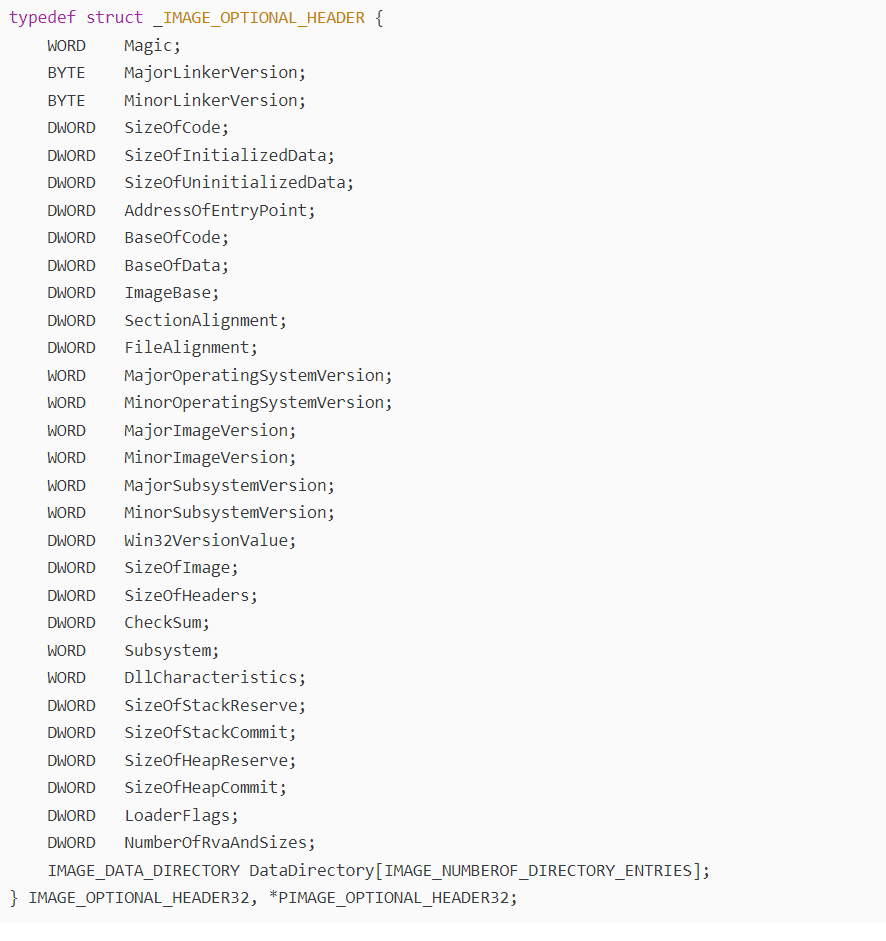 typedef struct _IMAGE_OPTIONAL_HEADER {
    WORD    Magic;
    BYTE    MajorLinkerVersion;
    BYTE    MinorLinkerVersion;
    DWORD   SizeOfCode;
    DWORD   SizeOfInitializedData;
    DWORD   SizeOfUninitializedData;
    DWORD   AddressOfEntryPoint;
    DWORD   BaseOfCode;
    DWORD   BaseOfData;
    DWORD   ImageBase;
    DWORD   SectionAlignment;
    DWORD   FileAlignment;
    WORD    MajorOperatingSystemVersion;
    WORD    MinorOperatingSystemVersion;
    WORD    MajorImageVersion;
    WORD    MinorImageVersion;
    WORD    MajorSubsystemVersion;
    WORD    MinorSubsystemVersion;
    DWORD   Win32VersionValue;
    DWORD   SizeOfImage;
    DWORD   SizeOfHeaders;
    DWORD   CheckSum;
    WORD    Subsystem;
    WORD    DllCharacteristics;
    DWORD   SizeOfStackReserve;
    DWORD   SizeOfStackCommit;
    DWORD   SizeOfHeapReserve;
    DWORD   SizeOfHeapCommit;
    DWORD   LoaderFlags;
    DWORD   NumberOfRvaAndSizes;
    IMAGE_DATA_DIRECTORY DataDirectory[IMAGE_NUMBEROF_DIRECTORY_ENTRIES];
} IMAGE_OPTIONAL_HEADER32, *PIMAGE_OPTIONAL_HEADER32;